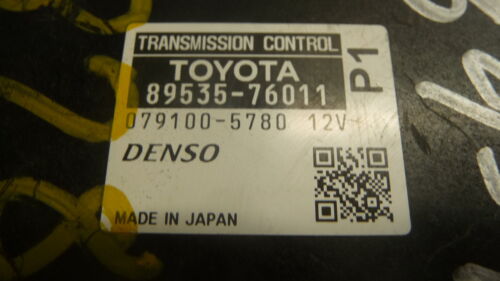 TRANSMISSION CONTROL
TOYOTA
89535-76011
P1
079100-5780 12V
DENSO
MADE IN JAPAN